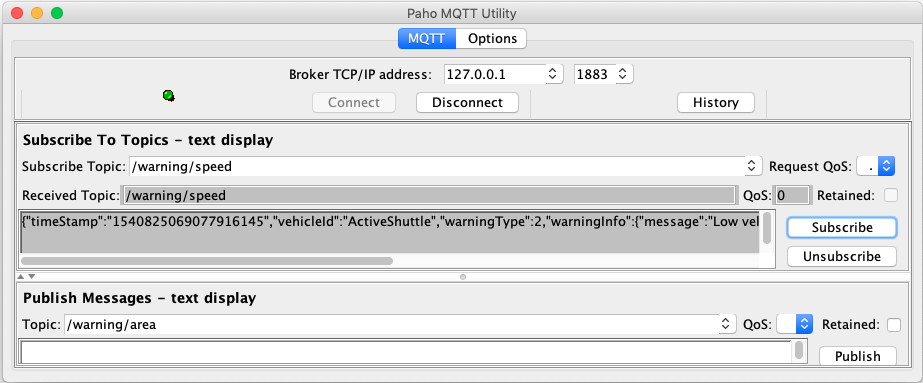 Paho MQTT Utility
MQTT Options
Broker TCP/IP address: 127.0.0.1 1883
Connect Disconnect History
Subscribe To Topics - text display
Subscribe Topic: /warning/speed Request QoS: .
Received Topic: /warning/speed QoS: 0 Retained:
{"timeStamp":"1540825069077916145","vehicleId":"ActiveShuttle","warningType":2,"warningInfo":{"message":"Low vel
Subscribe
Unsubscribe
Publish Messages - text display
Topic: /warning/area QoS: Retained:
Publish